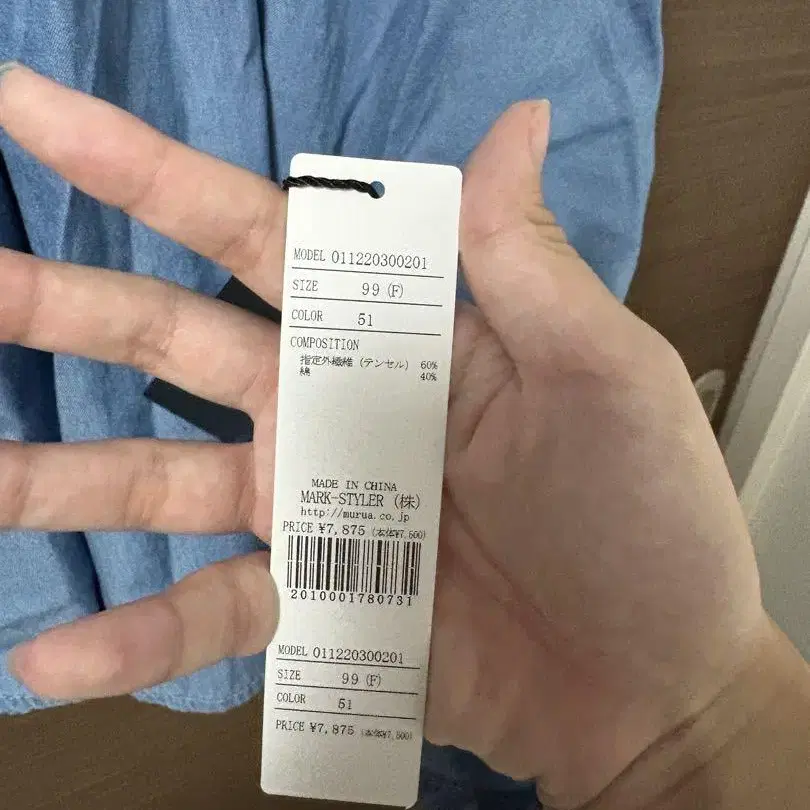 MODEL 011220300201
SIZE 99 (F)
COLOR 51
COMPOSITION
指定外繊維 (テンセル) 60%
綿 40%
MADE IN CHINA
MARK-STYLER (株)
http://murua.co.jp
PRICE ¥7,875 (本体¥7,500)
2010001780731
MODEL 011220300201
SIZE 99 (F)
COLOR 51
PRICE ¥7,875 (本体¥7,500)